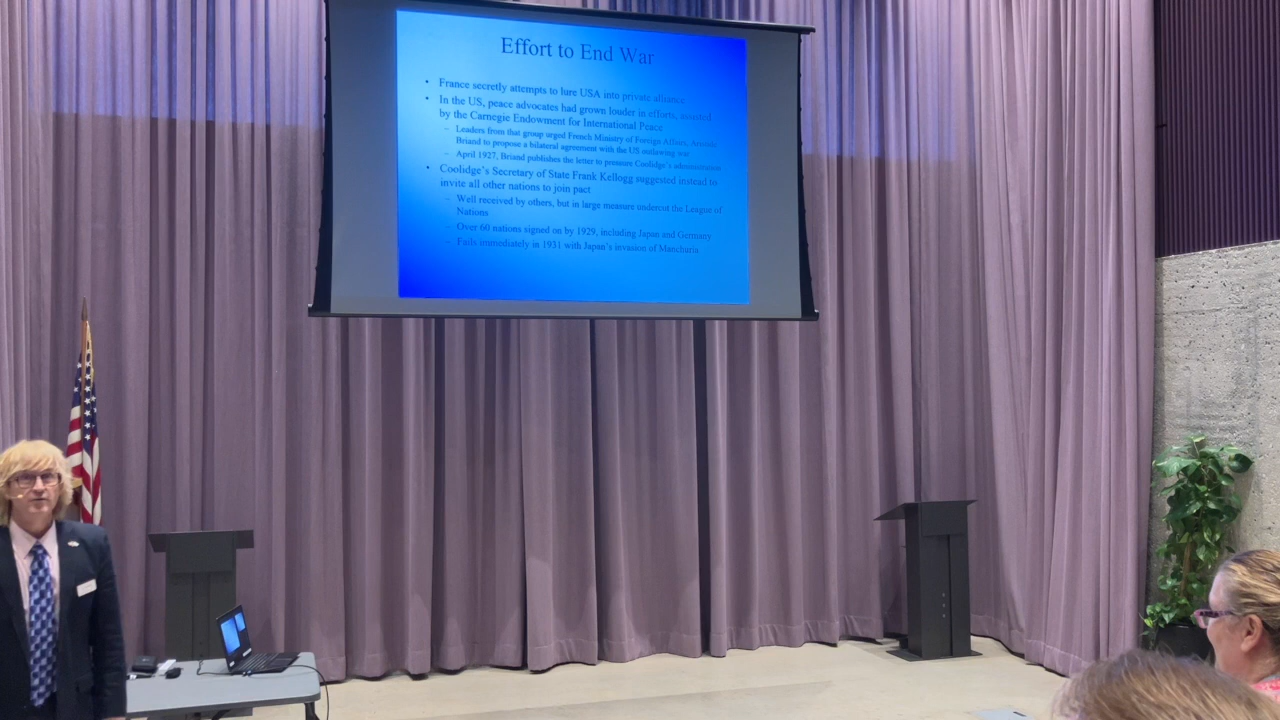 Effort to End War
• France secretly attempts to lure USA into private alliance
• In the US, peace advocates had grown louder in efforts, assisted
by the Carnegie Endowment for International Peace
– Leaders from that group urged French Ministry of Foreign Affairs, Aristide
Briand to propose a bilateral agreement with the US outlawing war
– April 1927, Briand publishes the letter to pressure Coolidge's administration
• Coolidge's Secretary of State Frank Kellogg suggested instead to
invite all other nations to join pact
– Well received by others, but in large measure undercut the League of
Nations
– Over 60 nations signed on by 1929, including Japan and Germany
– Fails immediately in 1931 with Japan's invasion of Manchuria